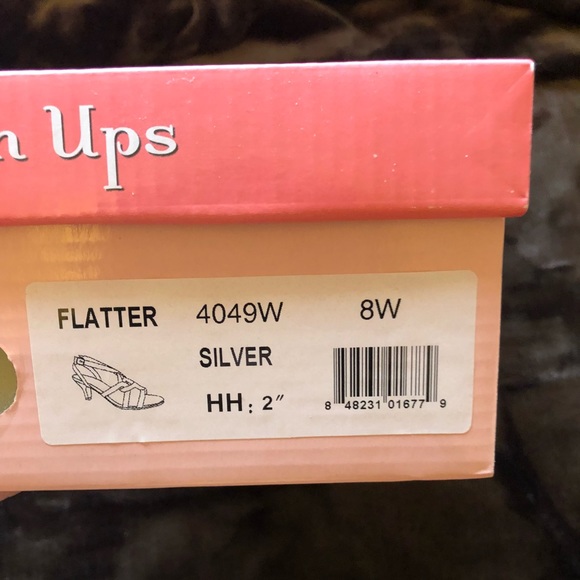 n Ups
FLATTER 4049W 8W
SILVER
HH: 2"
8 48231 01677 9